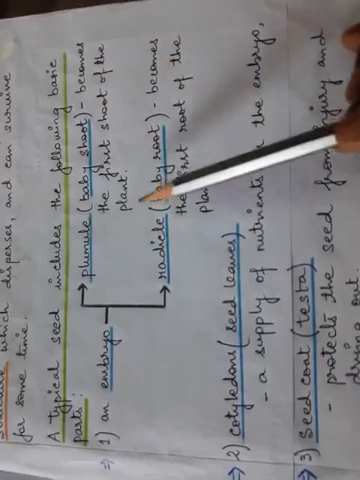 which disperses, and can survive
for some time.
A typical seed includes the following basic
parts:
⇒ 1) an embryo
plumule (baby shoot) - becomes
the first shoot of the
plant.
radicle (baby root) - becomes
the first root of the
plan
⇒ 2) cotyledons (seed leaves)
- a supply of nutrients the embryo,
⇒ 3) seed coat (testa)
- protects the seed from injury and
drying out